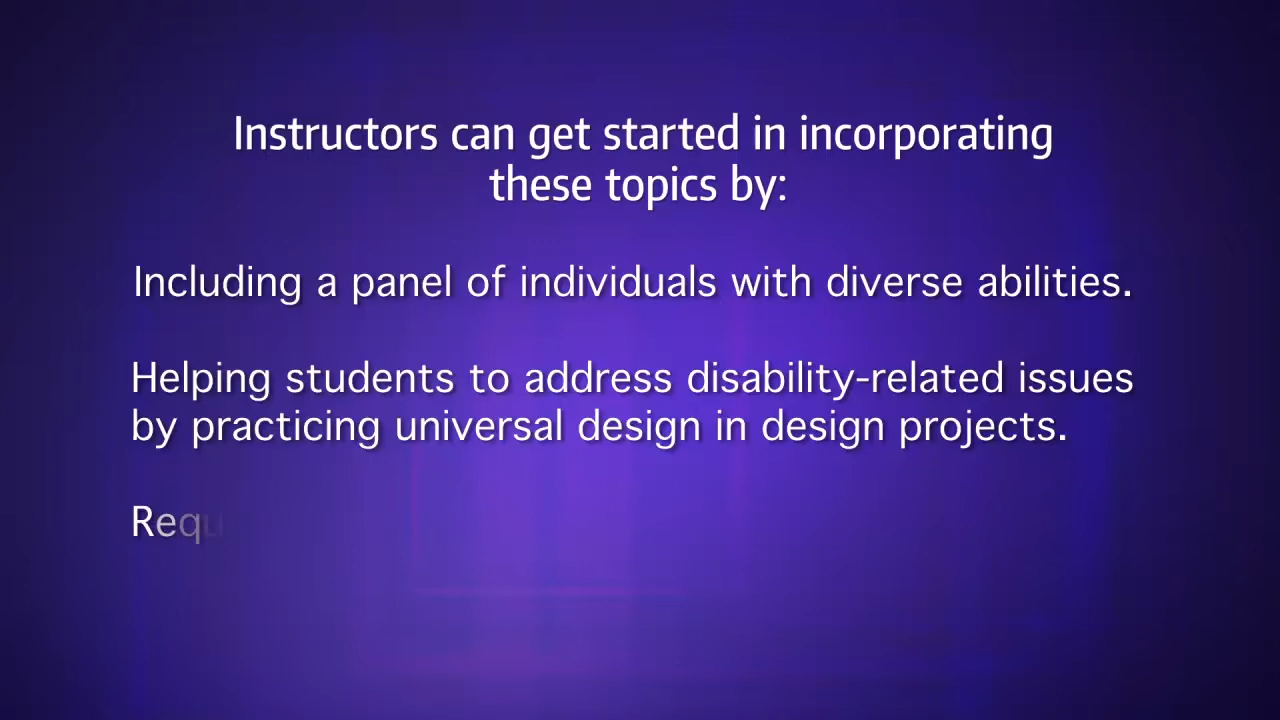 Instructors can get started in incorporating
these topics by:
Including a panel of individuals with diverse abilities.
Helping students to address disability-related issues
by practicing universal design in design projects.
Requ